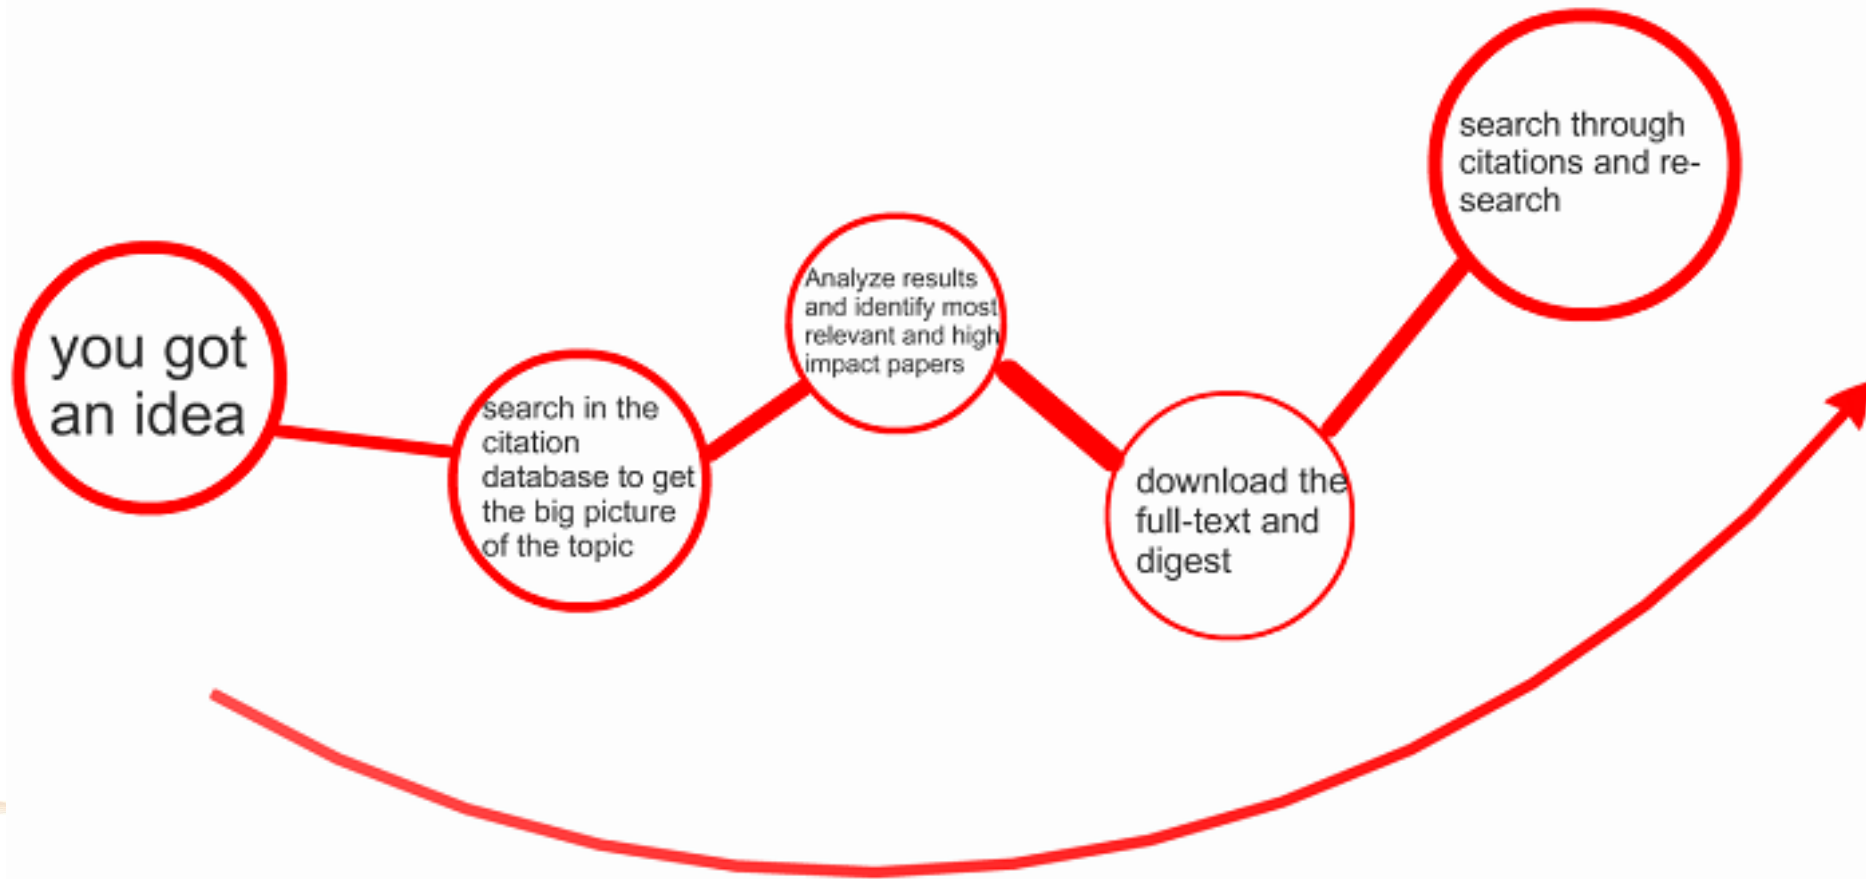 you got
an idea
search in the
citation
database to get
the big picture
of the topic
Analyze results
and identify most
relevant and high
impact papers
download the
full-text and
digest
search through
citations and re-
search